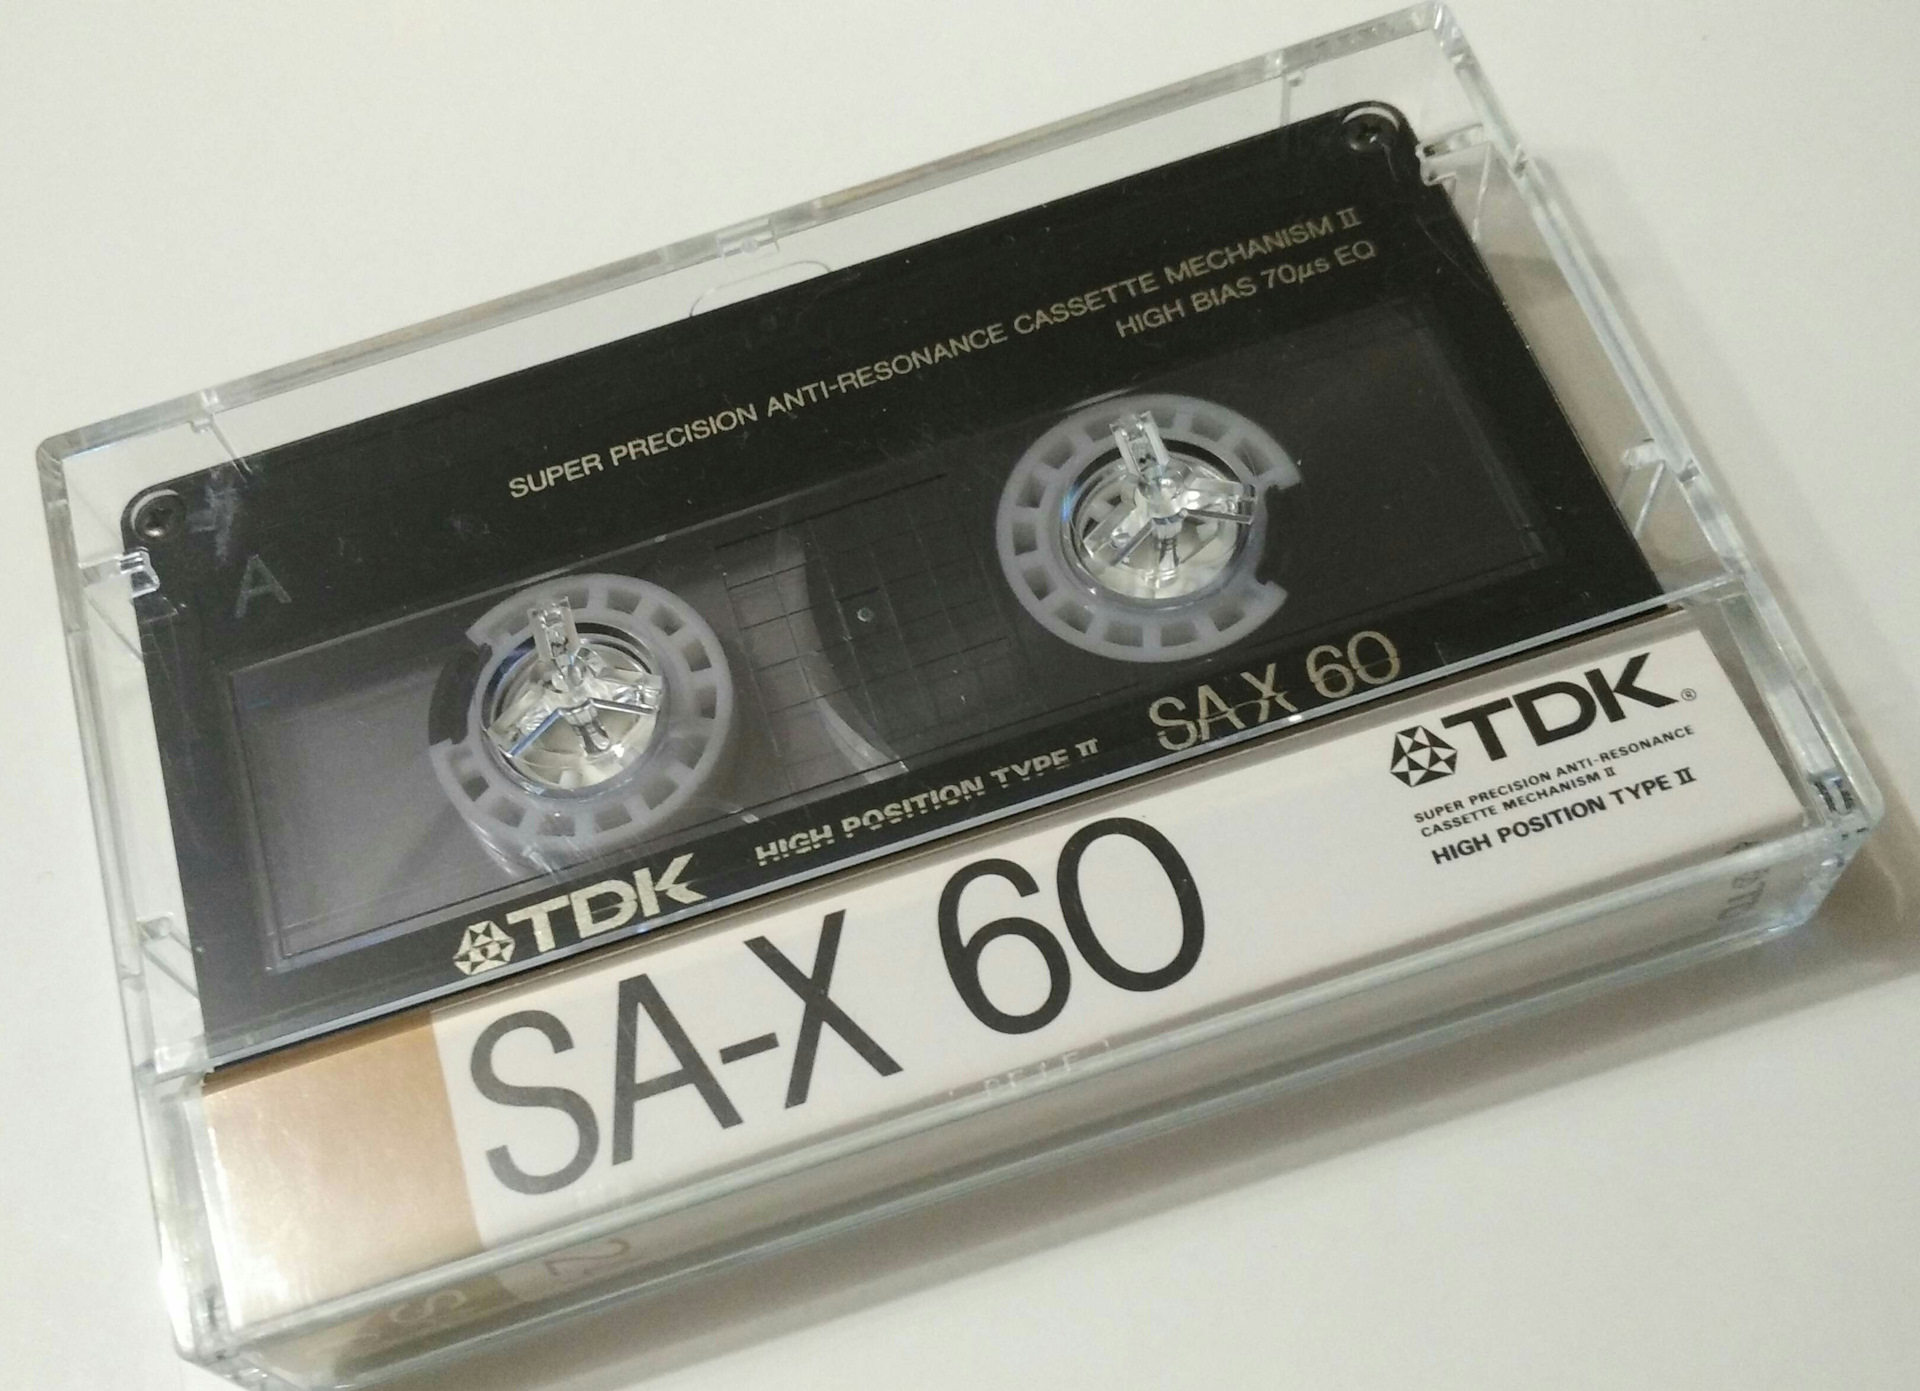 SUPER PRECISION ANTI-RESONANCE CASSETTE MECHANISM II
HIGH BIAS 70µs EQ
A
TDK HIGH POSITION TYPE II SA-X 60
SA-X 60
TDK®
SUPER PRECISION ANTI-RESONANCE
CASSETTE MECHANISM II
HIGH POSITION TYPE II